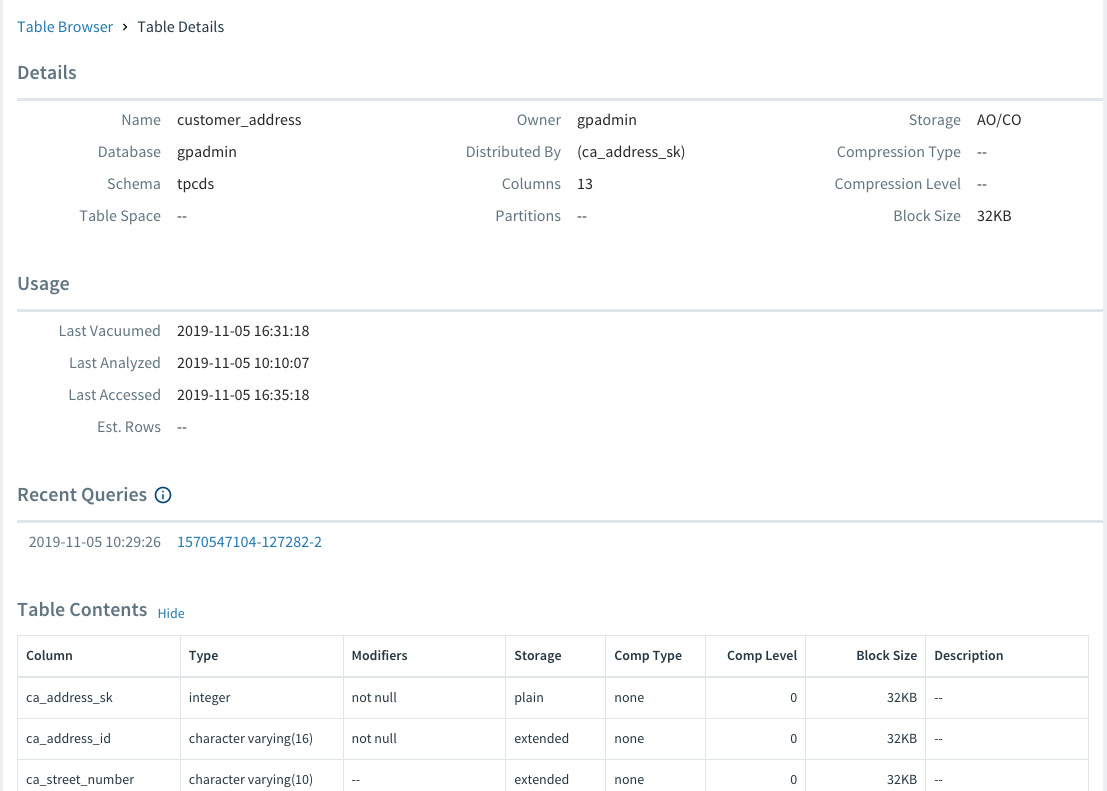 Table Browser › Table Details
Details
Name customer_address Owner gpadmin Storage AO/CO
Database gpadmin Distributed By (ca_address_sk) Compression Type --
Schema tpcds Columns 13 Compression Level --
Table Space -- Partitions -- Block Size 32KB
Usage
Last Vacuumed 2019-11-05 16:31:18
Last Analyzed 2019-11-05 10:10:07
Last Accessed 2019-11-05 16:35:18
Est. Rows --
Recent Queries
2019-11-05 10:29:26 1570547104-127282-2
Table Contents Hide
Column Type Modifiers Storage Comp Type Comp Level Block Size Description
ca_address_sk integer not null plain none 0 32KB --
ca_address_id character varying(16) not null extended none 0 32KB --
ca_street_number character varying(10) -- extended none 0 32KB --